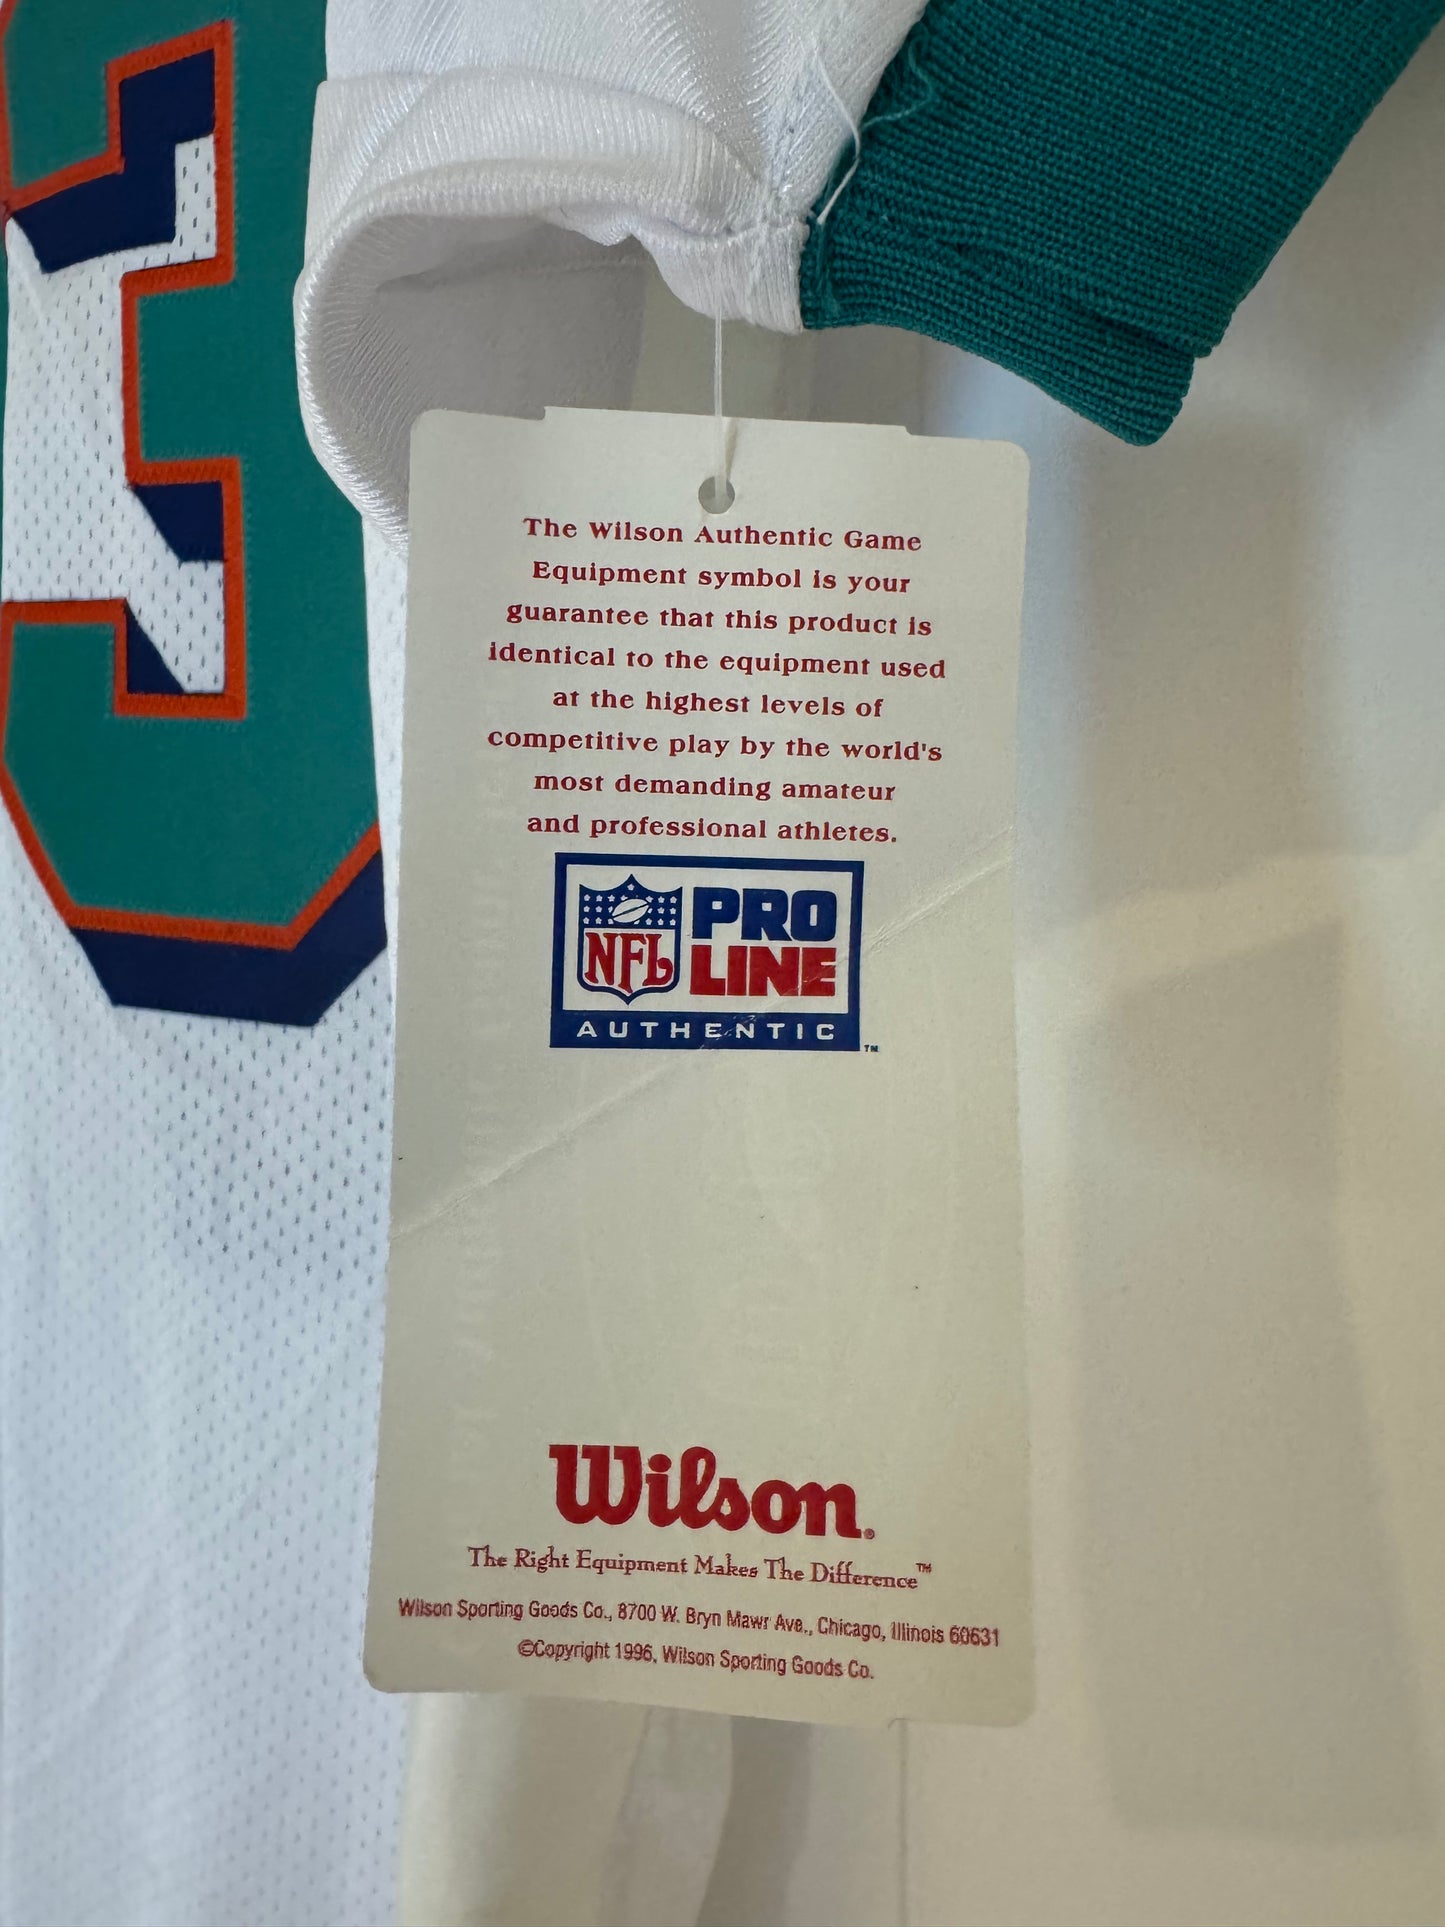 The Wilson Authentic Game
Equipment symbol is your
guarantee that this product is
identical to the equipment used
at the highest levels of
competitive play by the world's
most demanding amateur
and professional athletes.
NFL
PRO
LINE
AUTHENTIC™
Wilson®
The Right Equipment Makes The Difference™
Wilson Sporting Goods Co., 8700 W. Bryn Mawr Ave., Chicago, Illinois 60631
©Copyright 1996, Wilson Sporting Goods Co.